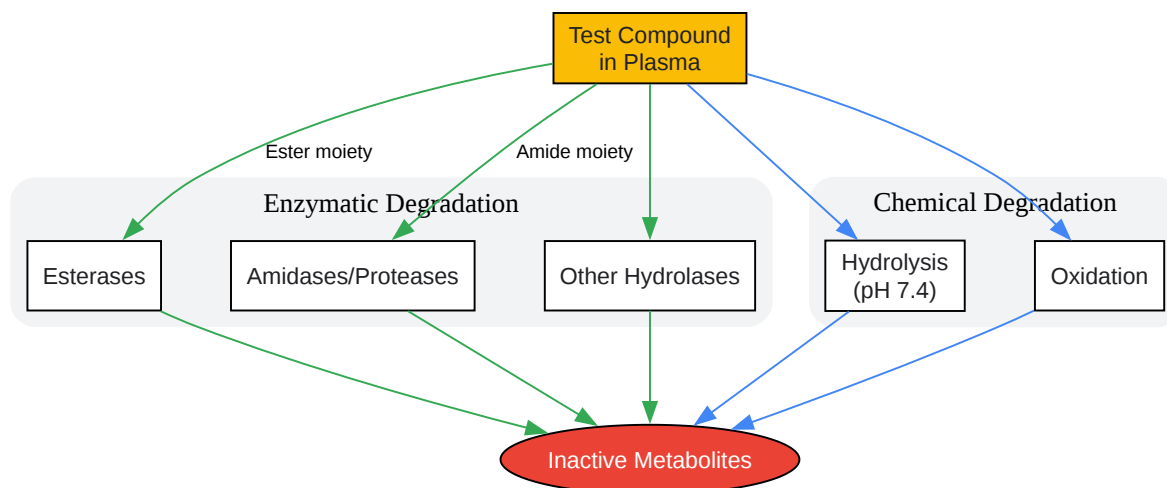 Test Compound
in Plasma
Ester moiety
Amide moiety
Enzymatic Degradation
Chemical Degradation
Esterases
Amidases/Proteases
Other Hydrolases
Hydrolysis
(pH 7.4)
Oxidation
Inactive Metabolites